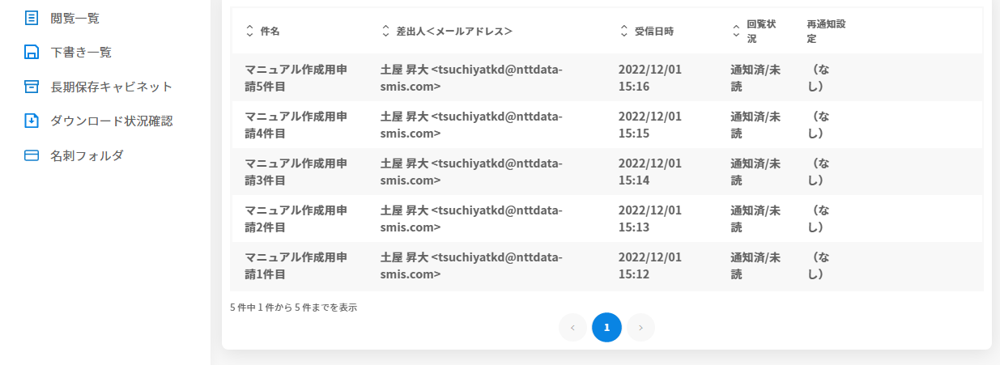 閲覧一覧
下書き一覧
長期保存キャビネット
ダウンロード状況確認
名刺フォルダ
件名
差出人＜メールアドレス＞
受信日時
回覧状
況
再通知設
定
マニュアル作成用申
請5件目
土屋 昇大 <tsuchiyatkd@nttdata-
smis.com>
2022/12/01
15:16
通知済/未
読
（な
し）
マニュアル作成用申
請4件目
土屋 昇大 <tsuchiyatkd@nttdata-
smis.com>
2022/12/01
15:15
通知済/未
読
（な
し）
マニュアル作成用申
請3件目
土屋 昇大 <tsuchiyatkd@nttdata-
smis.com>
2022/12/01
15:14
通知済/未
読
（な
し）
マニュアル作成用申
請2件目
土屋 昇大 <tsuchiyatkd@nttdata-
smis.com>
2022/12/01
15:13
通知済/未
読
（な
し）
マニュアル作成用申
請1件目
土屋 昇大 <tsuchiyatkd@nttdata-
smis.com>
2022/12/01
15:12
通知済/未
読
（な
し）
5 件中 1 件から 5 件までを表示
‹ 1 ›